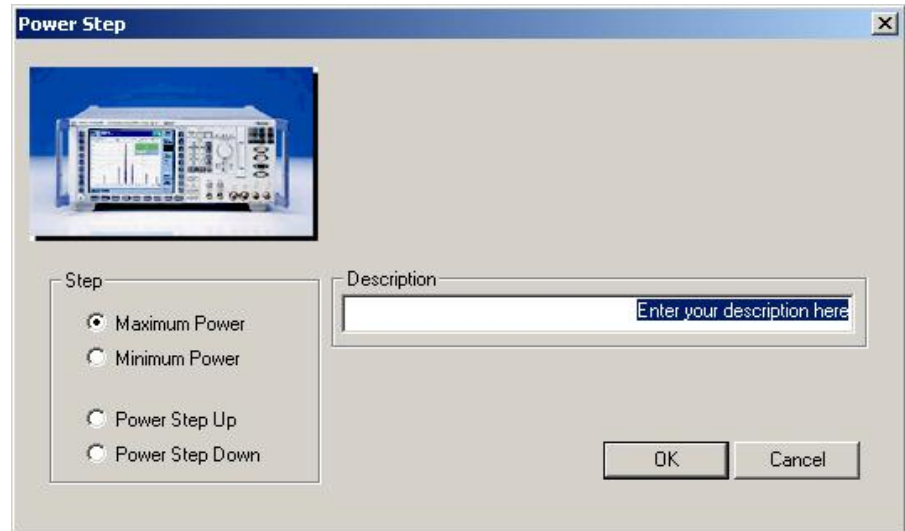 Power Step
Step
Maximum Power
Minimum Power
Power Step Up
Power Step Down
Description
Enter your description here
OK
Cancel